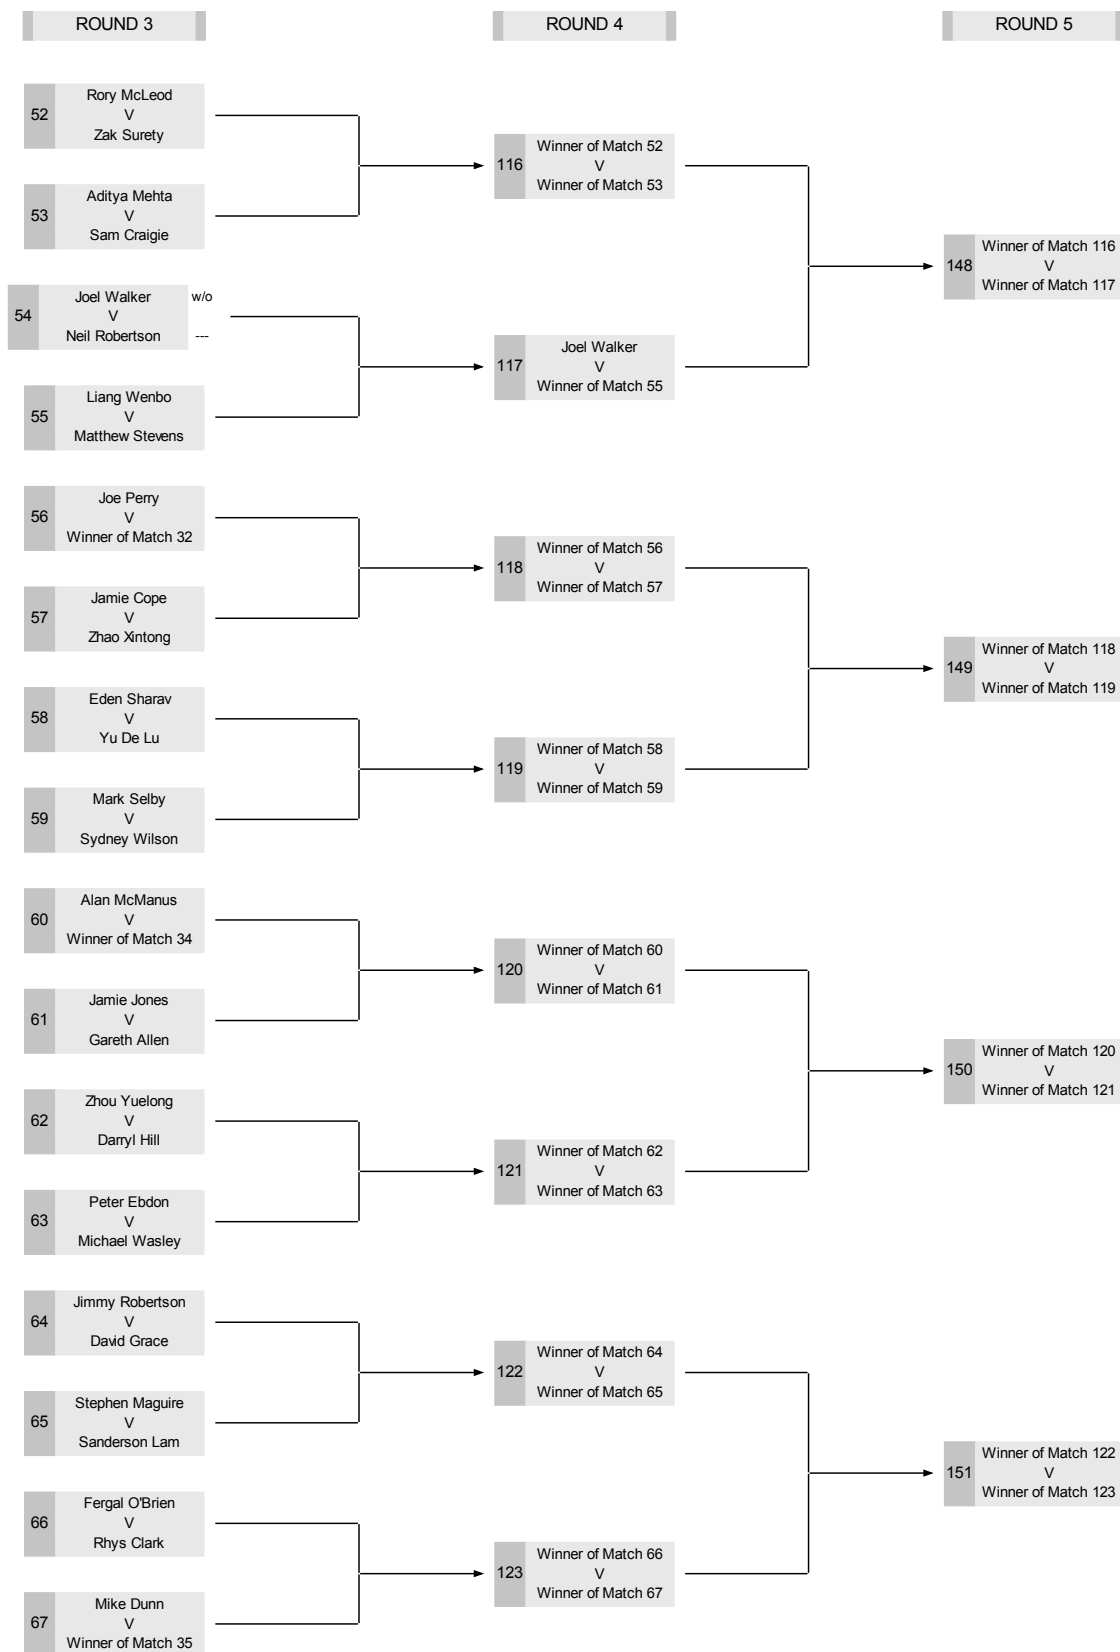 ROUND 3
ROUND 4
ROUND 5
52
Rory McLeod
V
Zak Surety
53
Aditya Mehta
V
Sam Craigie
54
Joel Walker
w/o
V
Neil Robertson
---
55
Liang Wenbo
V
Matthew Stevens
56
Joe Perry
V
Winner of Match 32
57
Jamie Cope
V
Zhao Xintong
58
Eden Sharav
V
Yu De Lu
59
Mark Selby
V
Sydney Wilson
60
Alan McManus
V
Winner of Match 34
61
Jamie Jones
V
Gareth Allen
62
Zhou Yuelong
V
Darryl Hill
63
Peter Ebdon
V
Michael Wasley
64
Jimmy Robertson
V
David Grace
65
Stephen Maguire
V
Sanderson Lam
66
Fergal O'Brien
V
Rhys Clark
67
Mike Dunn
V
Winner of Match 35
116
Winner of Match 52
V
Winner of Match 53
117
Joel Walker
V
Winner of Match 55
118
Winner of Match 56
V
Winner of Match 57
119
Winner of Match 58
V
Winner of Match 59
120
Winner of Match 60
V
Winner of Match 61
121
Winner of Match 62
V
Winner of Match 63
122
Winner of Match 64
V
Winner of Match 65
123
Winner of Match 66
V
Winner of Match 67
148
Winner of Match 116
V
Winner of Match 117
149
Winner of Match 118
V
Winner of Match 119
150
Winner of Match 120
V
Winner of Match 121
151
Winner of Match 122
V
Winner of Match 123